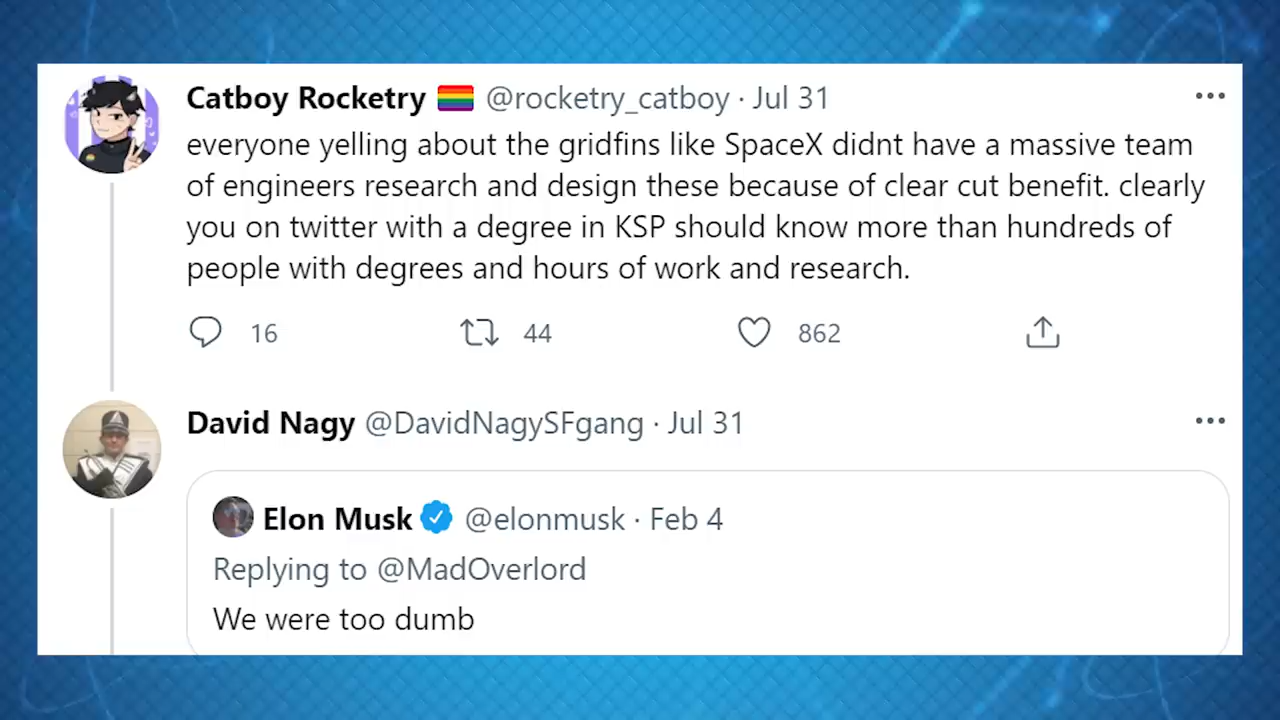 Catboy Rocketry 🏳️‍🌈 @rocketry_catboy · Jul 31
everyone yelling about the gridfins like SpaceX didnt have a massive team
of engineers research and design these because of clear cut benefit. clearly
you on twitter with a degree in KSP should know more than hundreds of
people with degrees and hours of work and research.
16 44 862
David Nagy @DavidNagySFgang · Jul 31
Elon Musk @elonmusk · Feb 4
Replying to @MadOverlord
We were too dumb